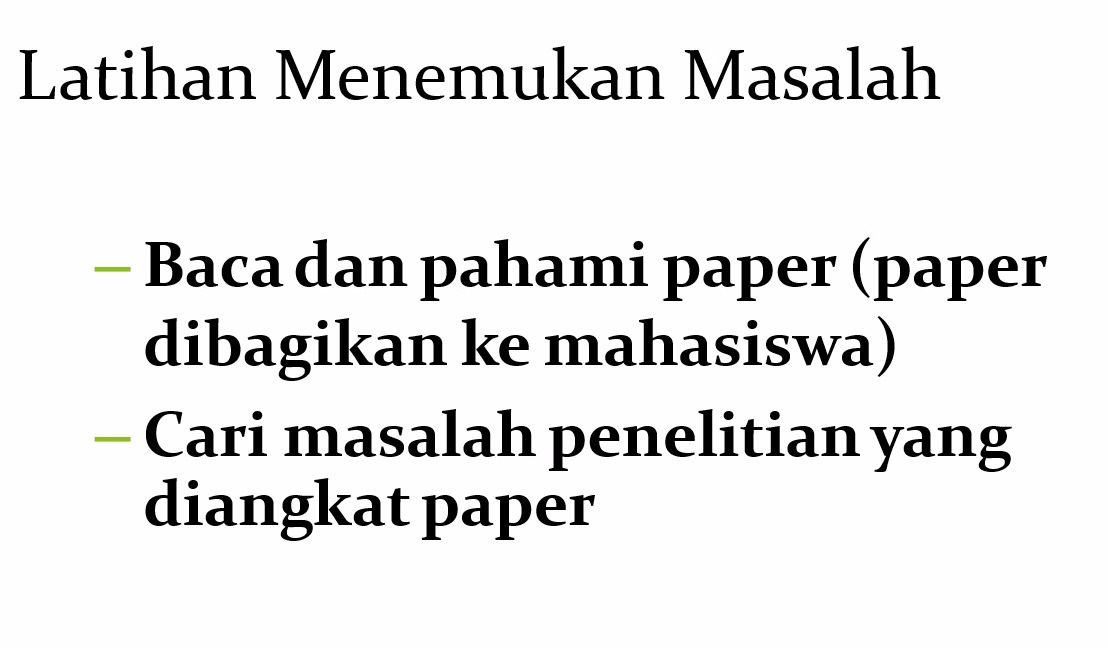 Latihan Menemukan Masalah
– Baca dan pahami paper (paper
dibagikan ke mahasiswa)
– Cari masalah penelitian yang
diangkat paper